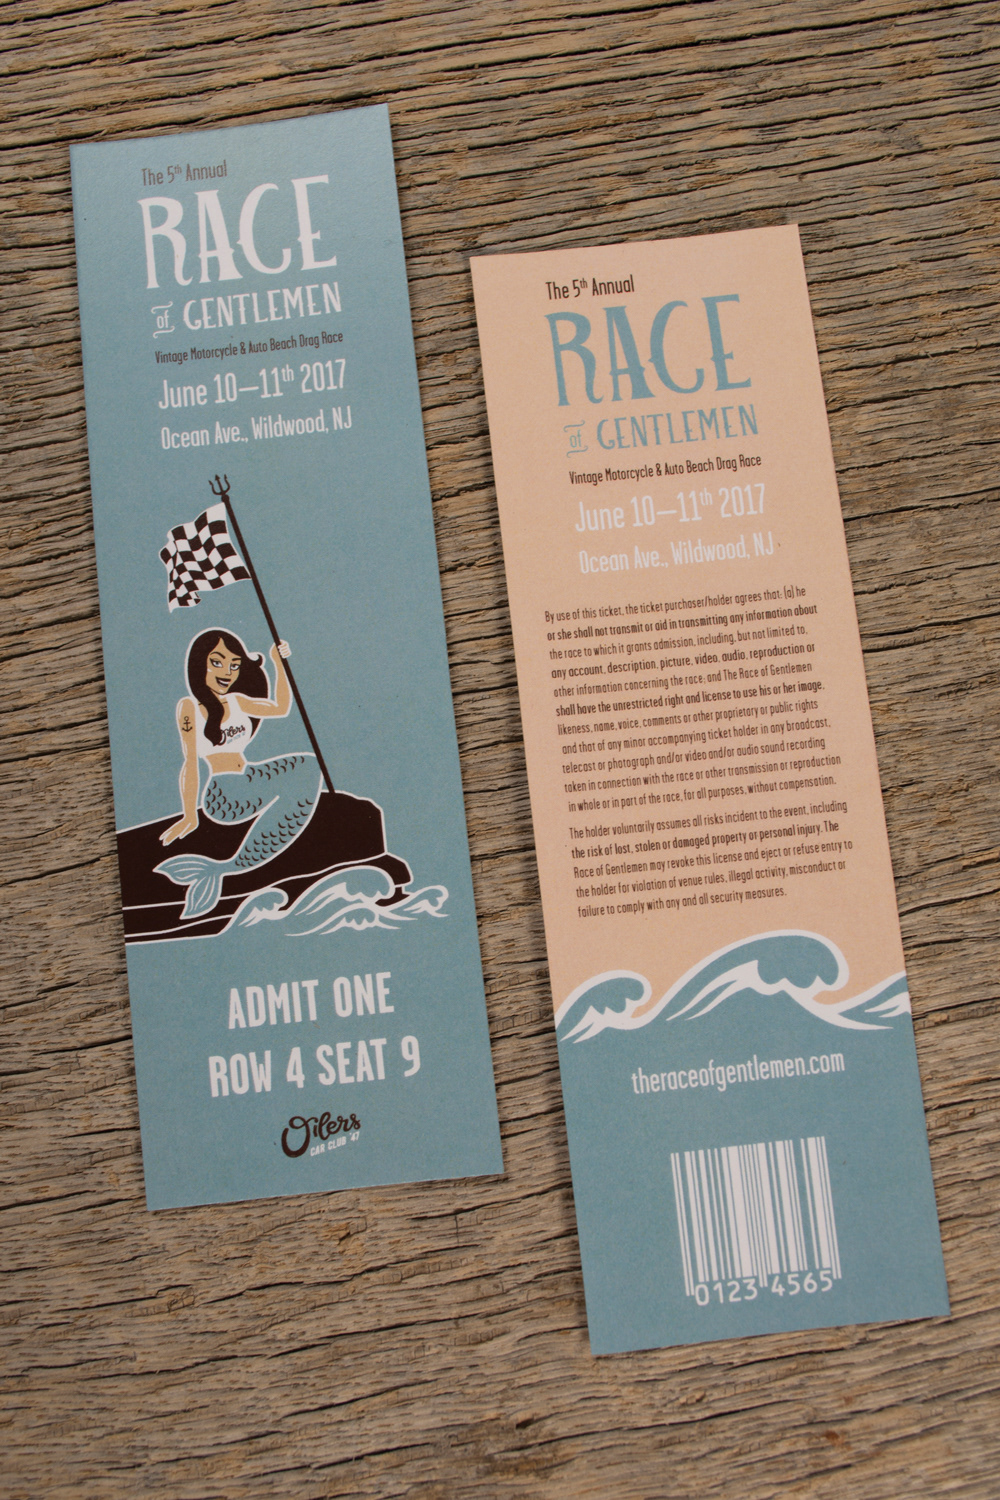 The 5th Annual
RACE
of GENTLEMEN
Vintage Motorcycle & Auto Beach Drag Race
June 10–11th 2017
Ocean Ave., Wildwood, NJ
Oilers
ADMIT ONE
ROW 4 SEAT 9
Oilers
CAR CLUB '47
The 5th Annual
RACE
of GENTLEMEN
Vintage Motorcycle & Auto Beach Drag Race
June 10–11th 2017
Ocean Ave., Wildwood, NJ
By use of this ticket, the ticket purchaser/holder agrees that: (a) he
or she shall not transmit or aid in transmitting any information about
the race to which it grants admission, including, but not limited to,
any account, description, picture, video, audio, reproduction or
other information concerning the race; and The Race of Gentlemen
shall have the unrestricted right and license to use his or her image,
likeness, name, voice, comments or other proprietary or public rights
and that of any minor accompanying ticket holder in any broadcast,
telecast or photograph and/or video and/or audio sound recording
taken in connection with the race or other transmission or reproduction
in whole or in part of the race, for all purposes, without compensation.
The holder voluntarily assumes all risks incident to the event, including
the risk of lost, stolen or damaged property or personal injury. The
Race of Gentlemen may revoke this license and eject or refuse entry to
the holder for violation of venue rules, illegal activity, misconduct or
failure to comply with any and all security measures.
theraceofgentlemen.com
0123 4565